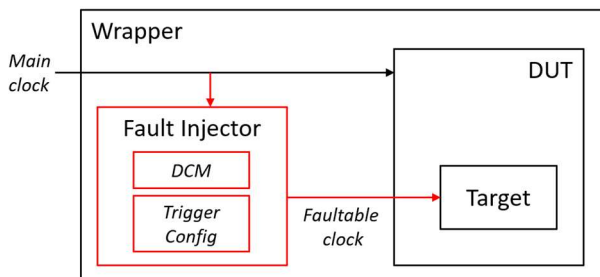 Wrapper
Main
clock
DUT
Fault Injector
DCM
Trigger
Config
Target
Faultable
clock